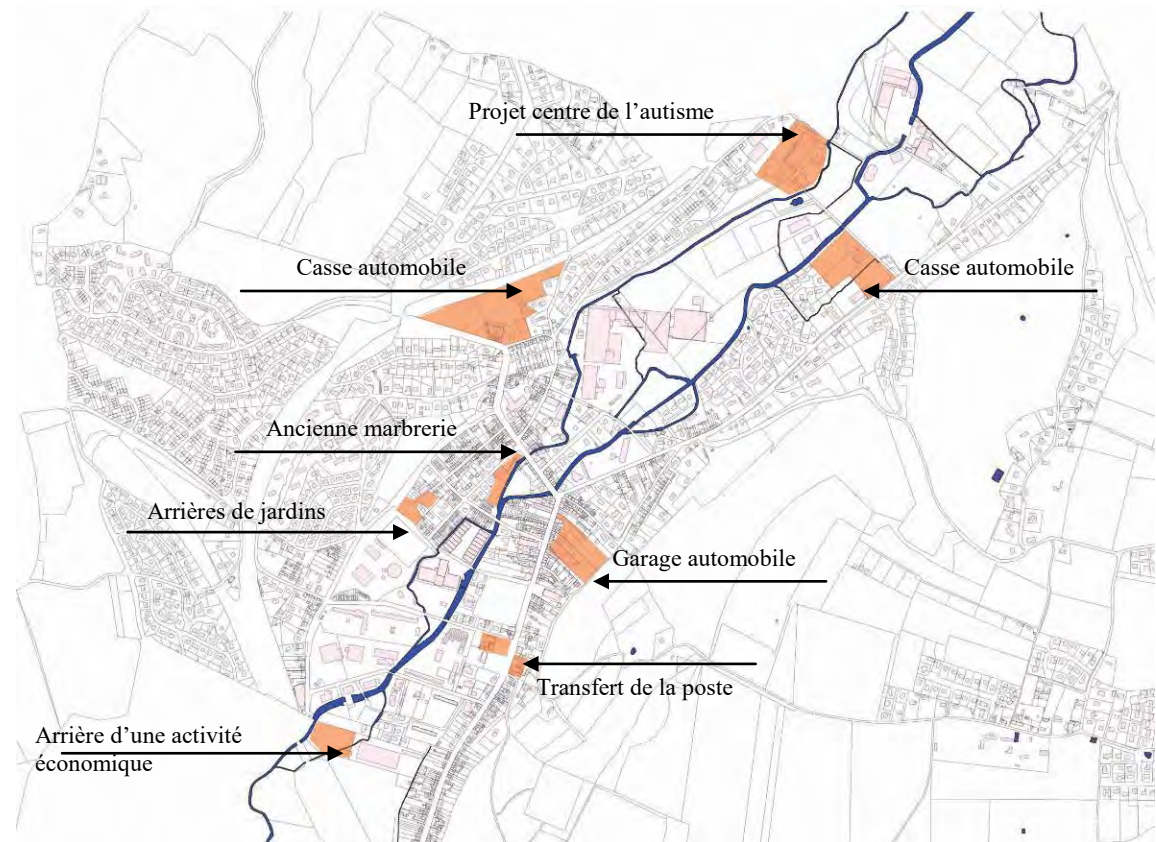 Projet centre de l’autisme
Casse automobile
Casse automobile
Ancienne marbrerie
Arrières de jardins
Garage automobile
Transfert de la poste
Arrière d’une activité
économique